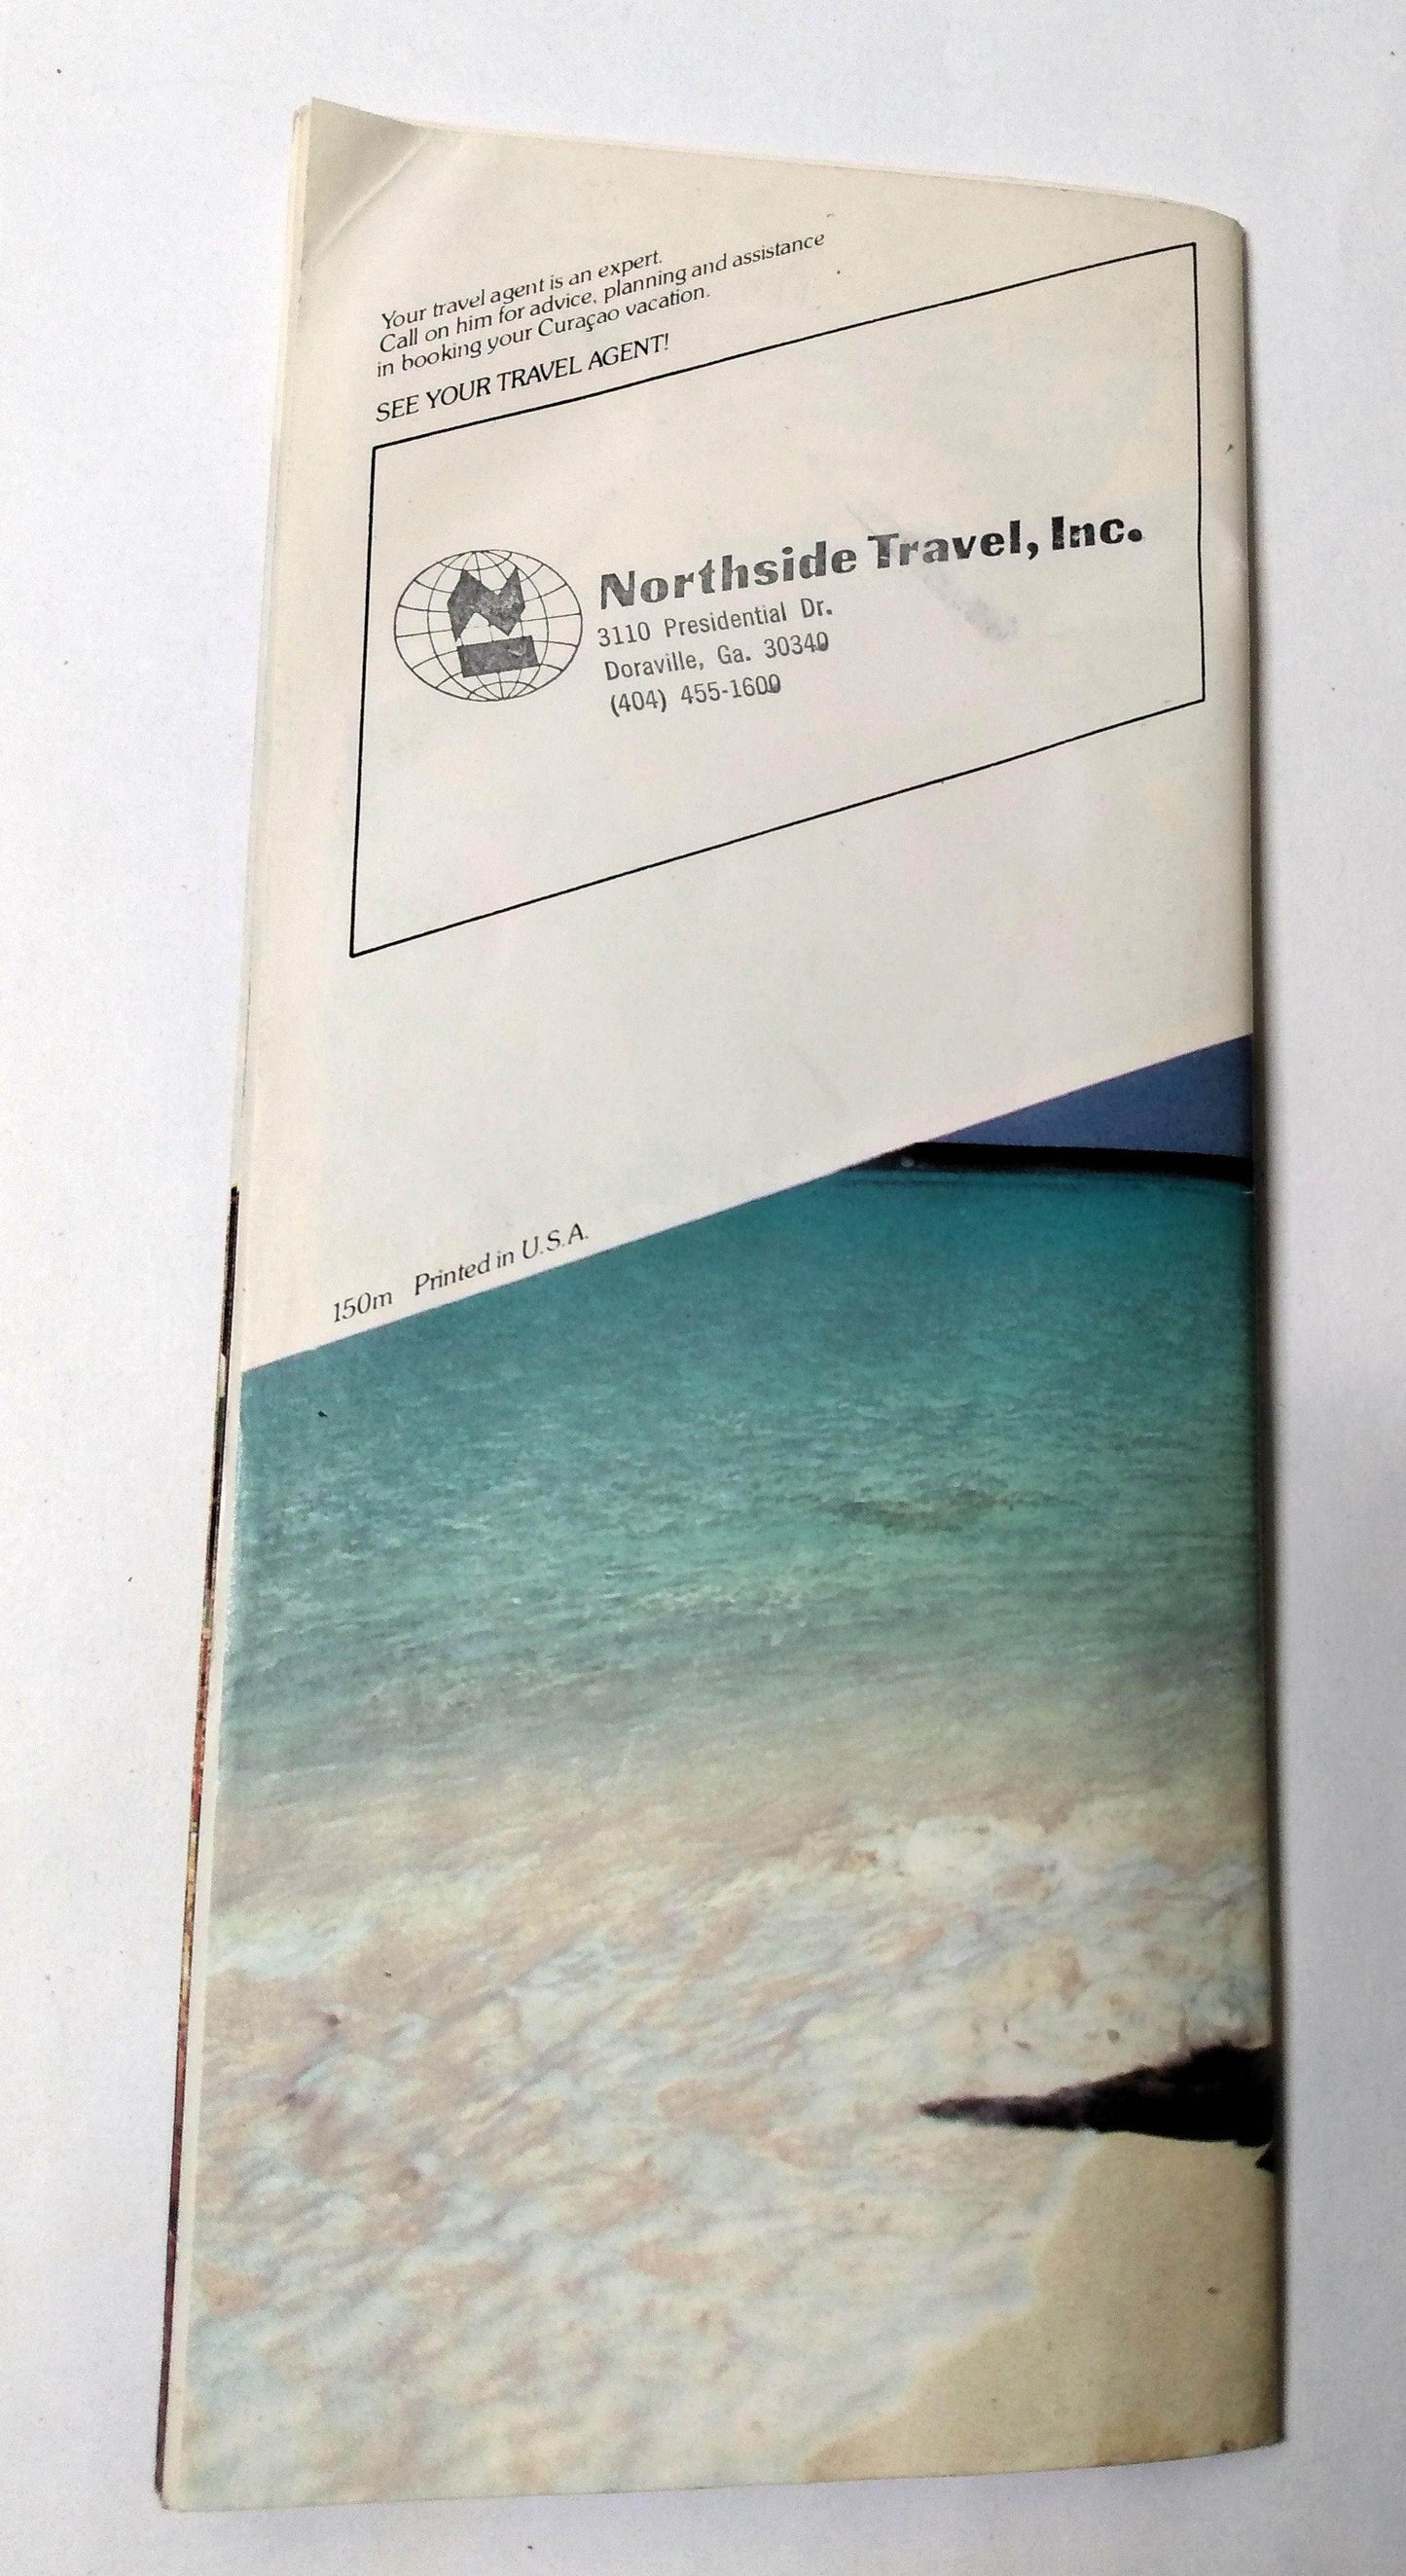 Your travel agent is an expert.
Call on him for advice, planning and assistance
in booking your Curaçao vacation.
SEE YOUR TRAVEL AGENT!
Northside Travel, Inc.
3110 Presidential Dr.
Doraville, Ga. 30340
(404) 455-1600
150m Printed in U.S.A.